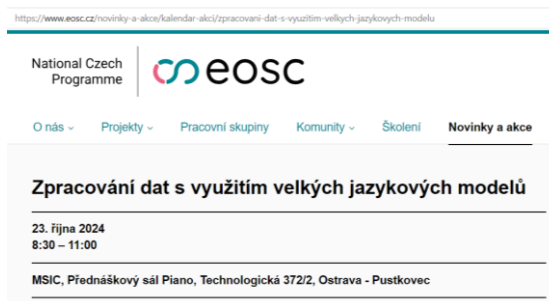 https://www.eosc.cz/novinky-a-akce/kalendar-akci/zpracovani-dat-s-vyuzitim-velkych-jazykovych-modelu
National Czech
Programme
eosc
O nás
Projekty
Pracovní skupiny
Komunity
Školení
Novinky a akce
Zpracování dat s využitím velkých jazykových modelů
23. října 2024
8:30 – 11:00
MSIC, Přednáškový sál Piano, Technologická 372/2, Ostrava - Pustkovec